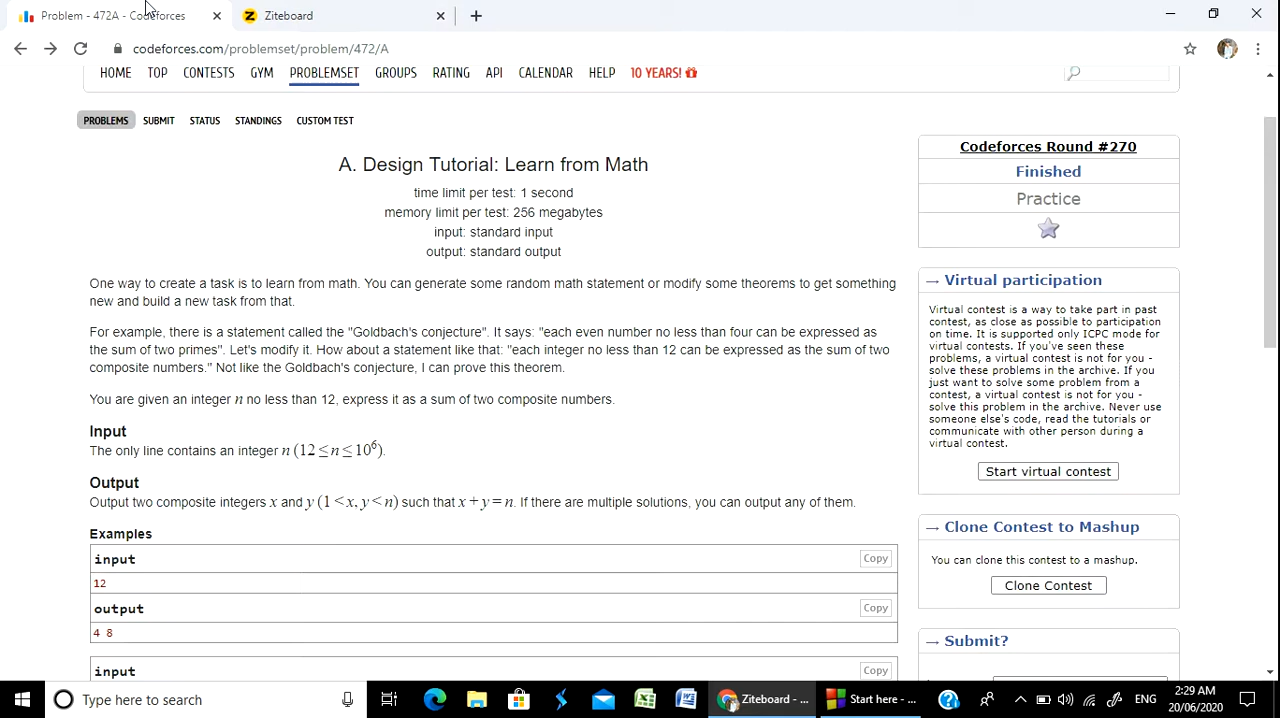 Problem - 472A - Codeforces
Ziteboard
codeforces.com/problemset/problem/472/A
HOME TOP CONTESTS GYM PROBLEMSET GROUPS RATING API CALENDAR HELP 10 YEARS!
PROBLEMS SUBMIT STATUS STANDINGS CUSTOM TEST
A. Design Tutorial: Learn from Math
time limit per test: 1 second
memory limit per test: 256 megabytes
input: standard input
output: standard output
One way to create a task is to learn from math. You can generate some random math statement or modify some theorems to get something
new and build a new task from that.
For example, there is a statement called the "Goldbach's conjecture". It says: "each even number no less than four can be expressed as
the sum of two primes". Let's modify it. How about a statement like that: "each integer no less than 12 can be expressed as the sum of two
composite numbers." Not like the Goldbach's conjecture, I can prove this theorem.
You are given an integer n no less than 12, express it as a sum of two composite numbers.
Input
The only line contains an integer n (12 ≤ n ≤ 10⁶).
Output
Output two composite integers x and y (1 < x, y < n) such that x + y = n. If there are multiple solutions, you can output any of them.
Examples
input
Copy
12
output
Copy
4 8
input
Copy
Codeforces Round #270
Finished
Practice
→ Virtual participation
Virtual contest is a way to take part in past
contest, as close as possible to participation
on time. It is supported only ICPC mode for
virtual contests. If you've seen these
problems, a virtual contest is not for you -
solve these problems in the archive. If you
just want to solve some problem from a
contest, a virtual contest is not for you -
solve this problem in the archive. Never use
someone else's code, read the tutorials or
communicate with other person during a
virtual contest.
Start virtual contest
→ Clone Contest to Mashup
You can clone this contest to a mashup.
Clone Contest
→ Submit?
Type here to search
Ziteboard - ...
Start here - ...
ENG
2:29 AM
20/06/2020